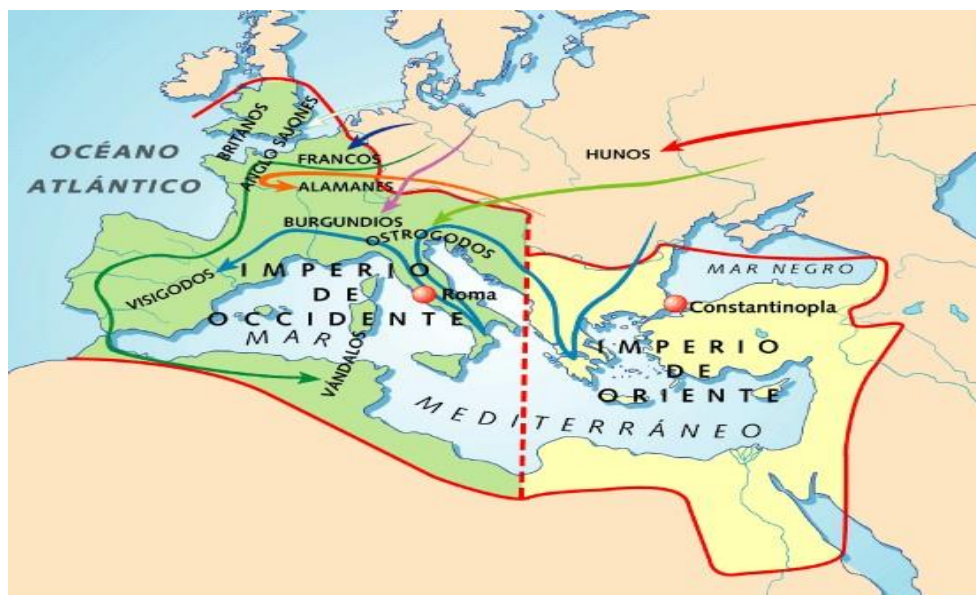 BRITANOS
ANGLO SAJONES
OCÉANO
ATLÁNTICO
FRANCOS
HUNOS
ALAMANES
BURGUNDIOS
OSTROGODOS
VISIGODOS
IMPERIO
DE
OCCIDENTE
Roma
MAR NEGRO
Constantinopla
MAR
MEDITERRÁNEO
VÁNDALOS
IMPERIO
DE
ORIENTE